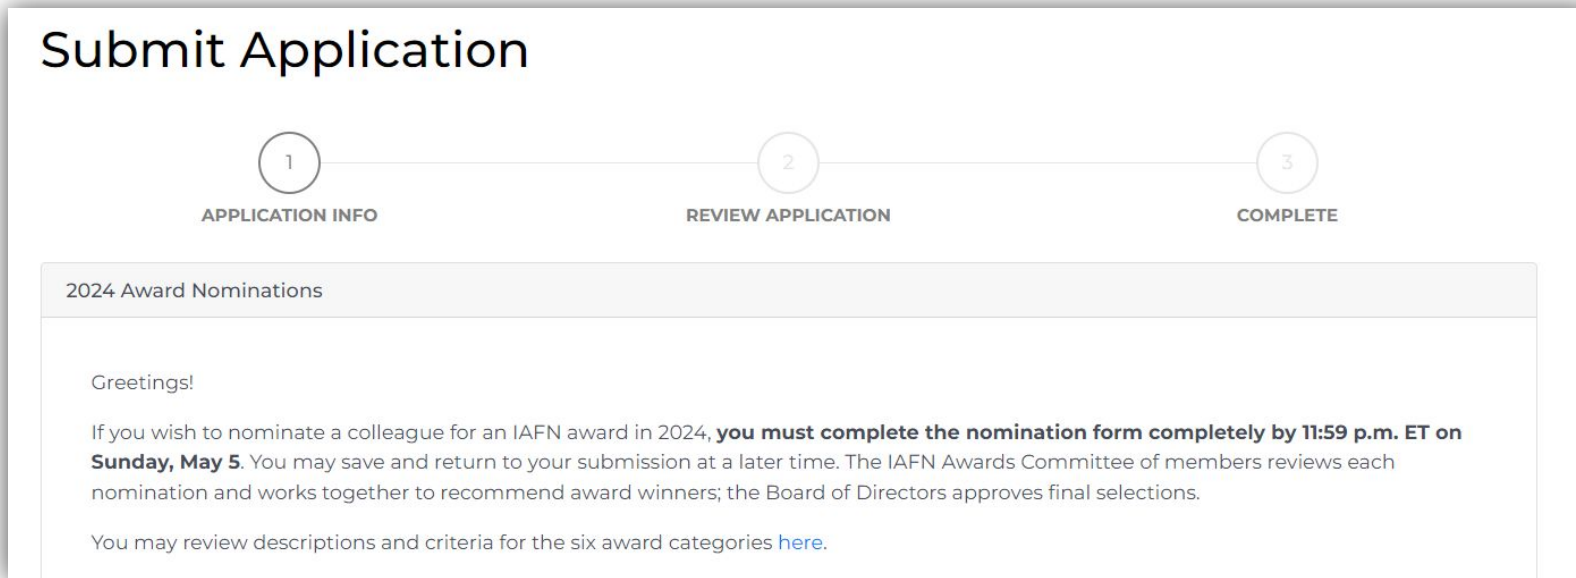 Submit Application
1
2
3
APPLICATION INFO
REVIEW APPLICATION
COMPLETE
2024 Award Nominations
Greetings!
If you wish to nominate a colleague for an IAFN award in 2024, you must complete the nomination form completely by 11:59 p.m. ET on
Sunday, May 5. You may save and return to your submission at a later time. The IAFN Awards Committee of members reviews each
nomination and works together to recommend award winners; the Board of Directors approves final selections.
You may review descriptions and criteria for the six award categories here.